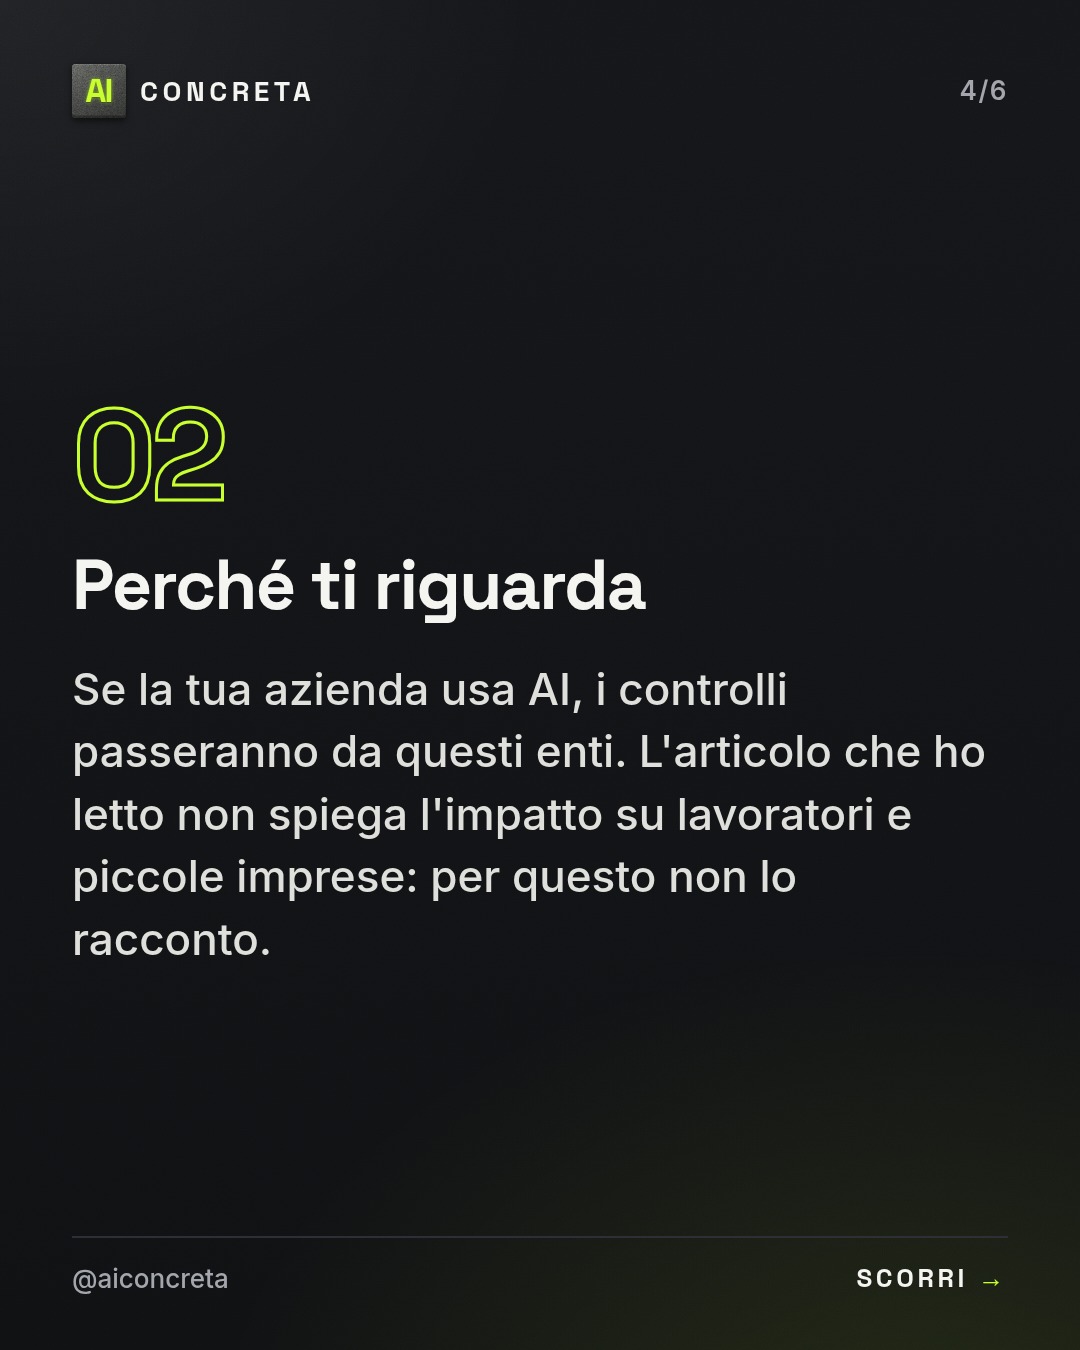 AI CONCRETA
4/6
02
Perché ti riguarda
Se la tua azienda usa AI, i controlli
passeranno da questi enti. L'articolo che ho
letto non spiega l'impatto su lavoratori e
piccole imprese: per questo non lo
racconto.
@aiconcreta
SCORRI →